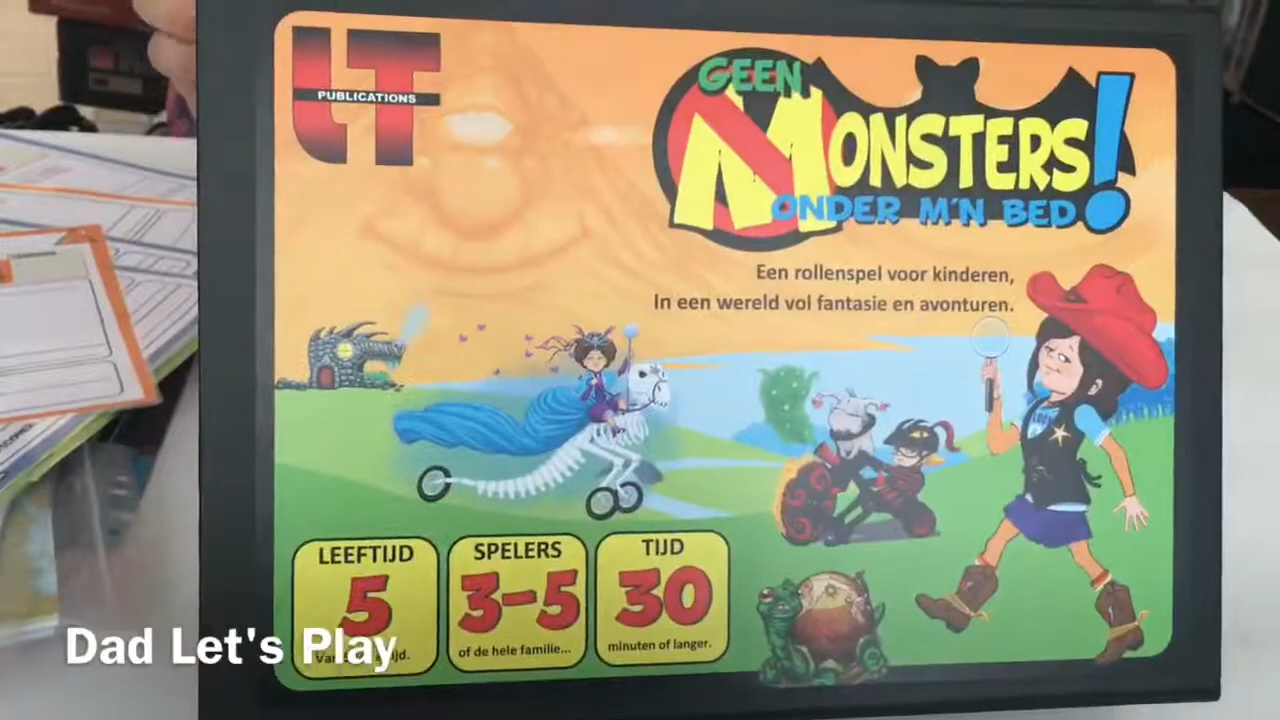 LT
PUBLICATIONS
GEEN
MONSTERS!
ONDER M'N BED
Een rollenspel voor kinderen,
In een wereld vol fantasie en avonturen.
LEEFTIJD
5
SPELERS
3-5
of de hele familie...
TIJD
30
minuten of langer.
Dad Let's Play